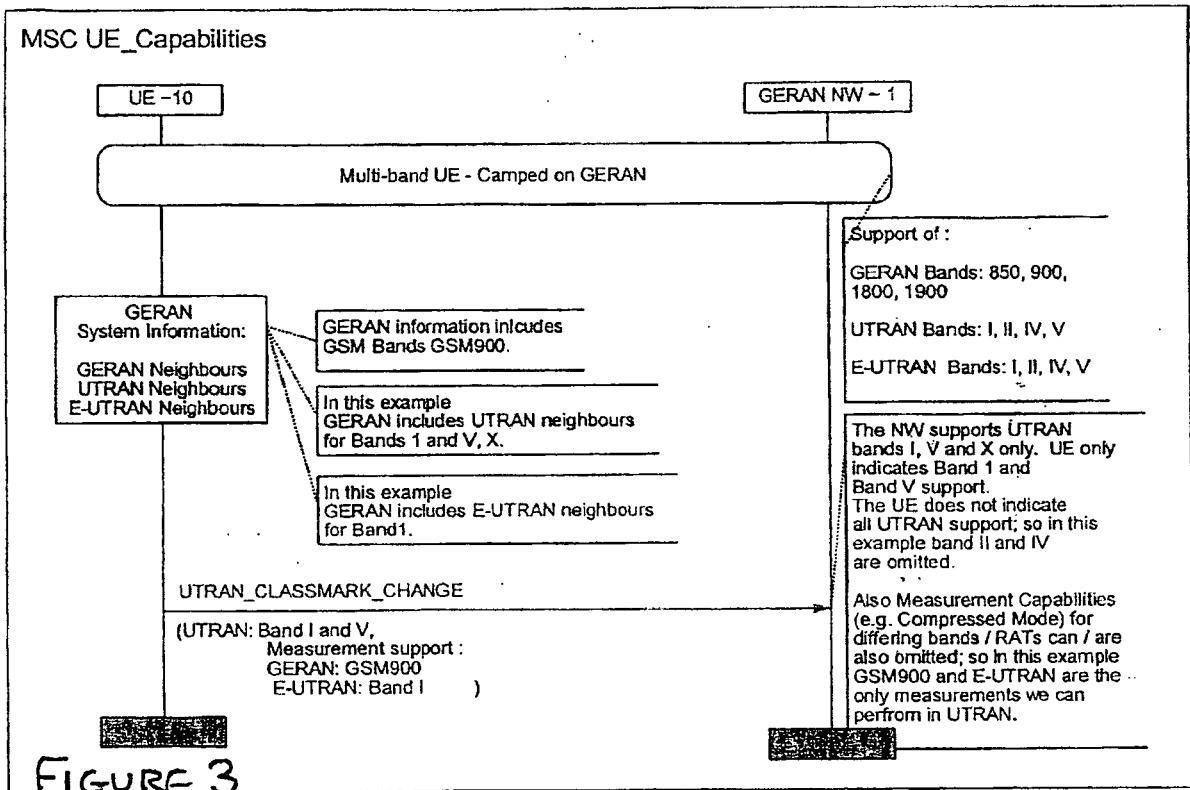 MSC UE_Capabilities
UE -10
GERAN NW - 1
Multi-band UE - Camped on GERAN
Support of :
GERAN Bands: 850, 900,
1800, 1900
UTRAN Bands: I, II, IV, V
E-UTRAN Bands: I, II, IV, V
GERAN
System Information:
GERAN Neighbours
UTRAN Neighbours
E-UTRAN Neighbours
GERAN information inlcudes
GSM Bands GSM900.
In this example
GERAN includes UTRAN neighbours
for Bands 1 and V, X.
In this example
GERAN includes E-UTRAN neighbours
for Band1.
The NW supports UTRAN
bands I, V and X only. UE only
indicates Band 1 and
Band V support.
The UE does not indicate
all UTRAN support; so in this
example band II and IV
are omitted.
Also Measurement Capabilities
(e.g. Compressed Mode) for
differing bands / RATs can / are
also omitted; so in this example
GSM900 and E-UTRAN are the
only measurements we can
perfrom in UTRAN.
UTRAN_CLASSMARK_CHANGE
(UTRAN: Band I and V,
Measurement support :
GERAN: GSM900
E-UTRAN: Band I )
FIGURE 3